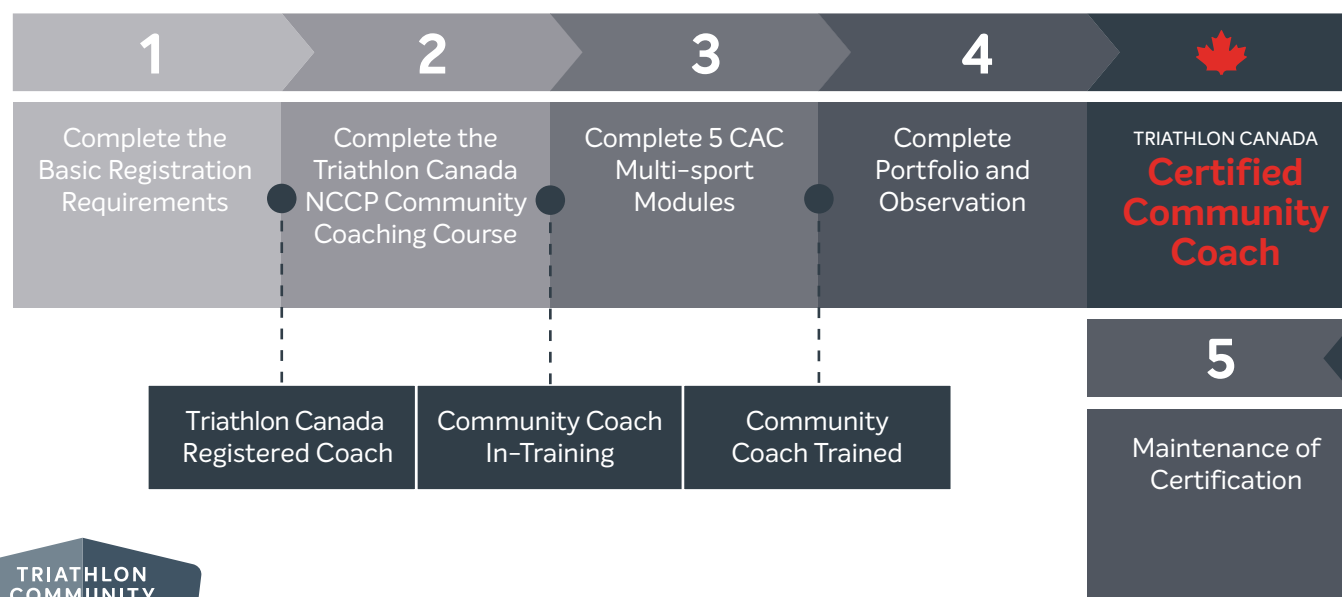 1
2
3
4
Complete the
Basic Registration
Requirements
Complete the
Triathlon Canada
NCCP Community
Coaching Course
Complete 5 CAC
Multi-sport
Modules
Complete
Portfolio and
Observation
TRIATHLON CANADA
Certified
Community
Coach
5
Maintenance of
Certification
Triathlon Canada
Registered Coach
Community Coach
In-Training
Community
Coach Trained
TRIATHLON
COMMUNITY